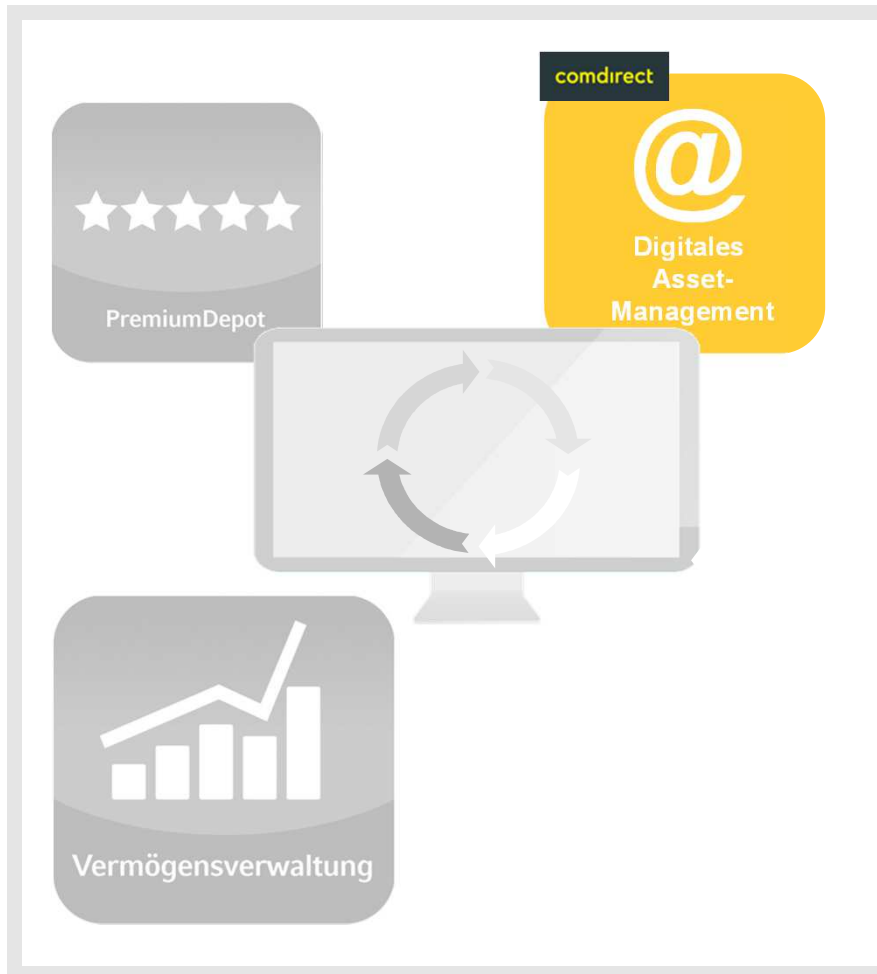 comdirect
Digitales
Asset-
Management
PremiumDepot
Vermögensverwaltung